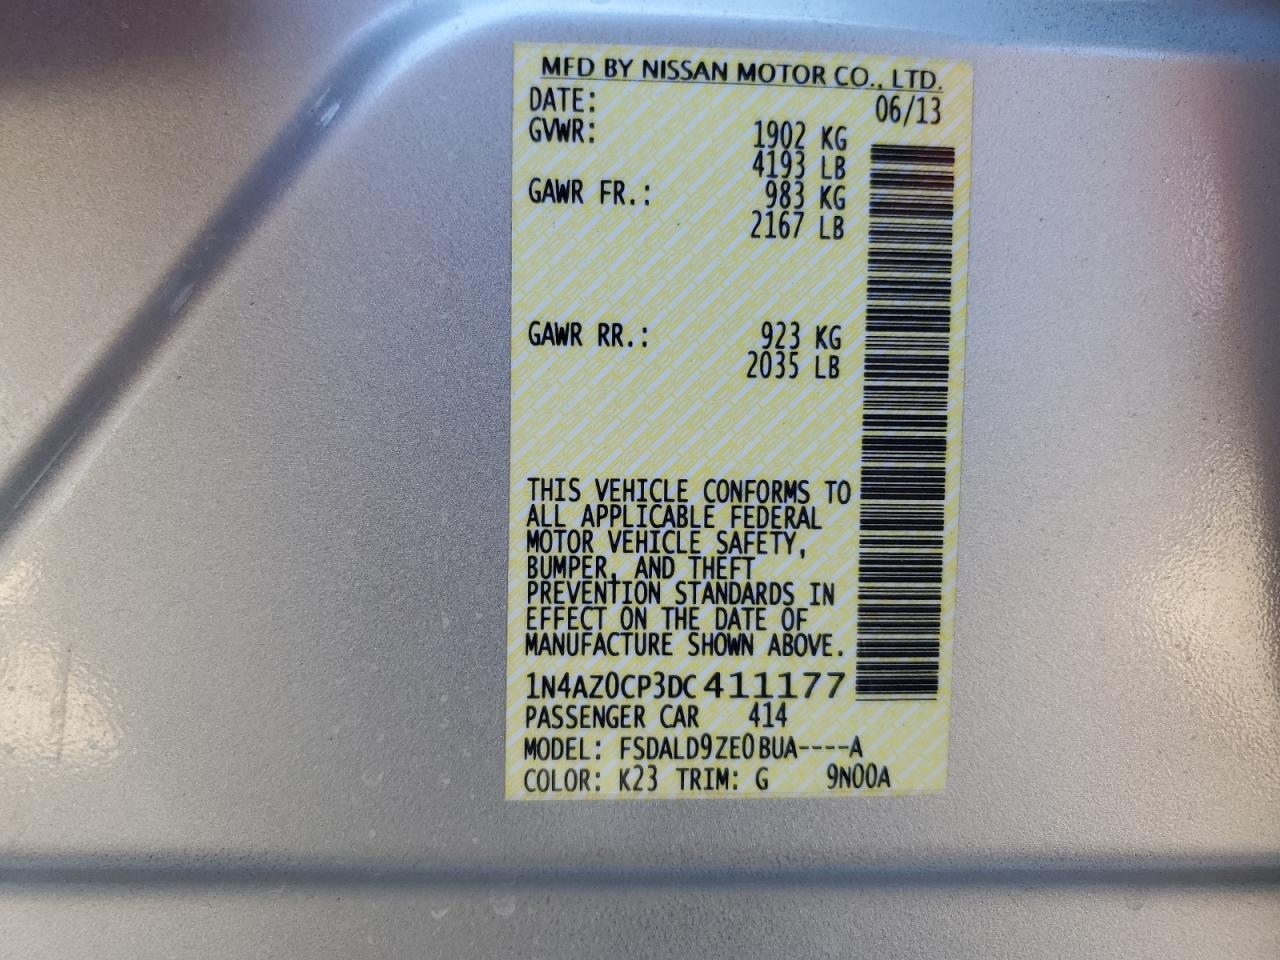 MFD BY NISSAN MOTOR CO., LTD.
DATE: 06/13
GVWR: 1902 KG
4193 LB
GAWR FR.: 983 KG
2167 LB
GAWR RR.: 923 KG
2035 LB
THIS VEHICLE CONFORMS TO
ALL APPLICABLE FEDERAL
MOTOR VEHICLE SAFETY,
BUMPER, AND THEFT
PREVENTION STANDARDS IN
EFFECT ON THE DATE OF
MANUFACTURE SHOWN ABOVE.
1N4AZ0CP3DC411177
PASSENGER CAR 414
MODEL: FSDALD9ZE0BUA----A
COLOR: K23 TRIM: G 9N00A